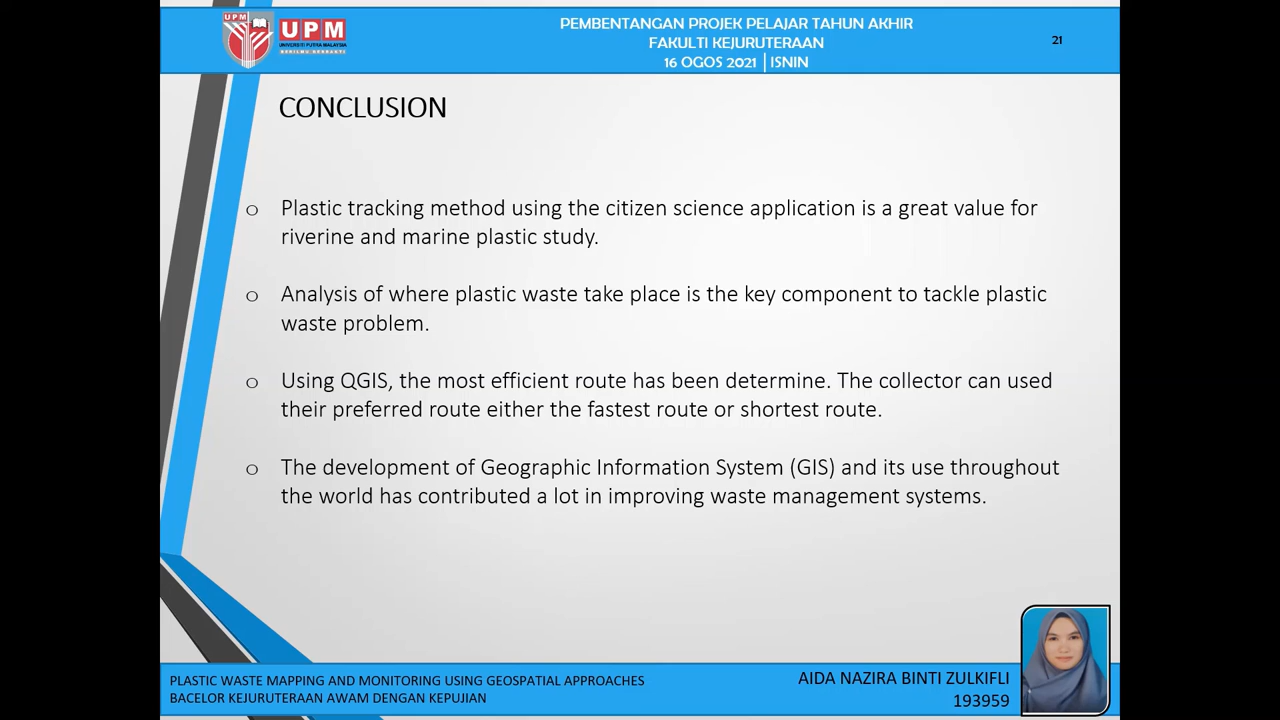 UPM
UPM
UNIVERSITI PUTRA MALAYSIA
BERILMU BERBAKTI
PEMBENTANGAN PROJEK PELAJAR TAHUN AKHIR
FAKULTI KEJURUTERAAN
16 OGOS 2021 | ISNIN
21
CONCLUSION
o Plastic tracking method using the citizen science application is a great value for
riverine and marine plastic study.
o Analysis of where plastic waste take place is the key component to tackle plastic
waste problem.
o Using QGIS, the most efficient route has been determine. The collector can used
their preferred route either the fastest route or shortest route.
o The development of Geographic Information System (GIS) and its use throughout
the world has contributed a lot in improving waste management systems.
PLASTIC WASTE MAPPING AND MONITORING USING GEOSPATIAL APPROACHES
BACELOR KEJURUTERAAN AWAM DENGAN KEPUJIAN
AIDA NAZIRA BINTI ZULKIFLI
193959